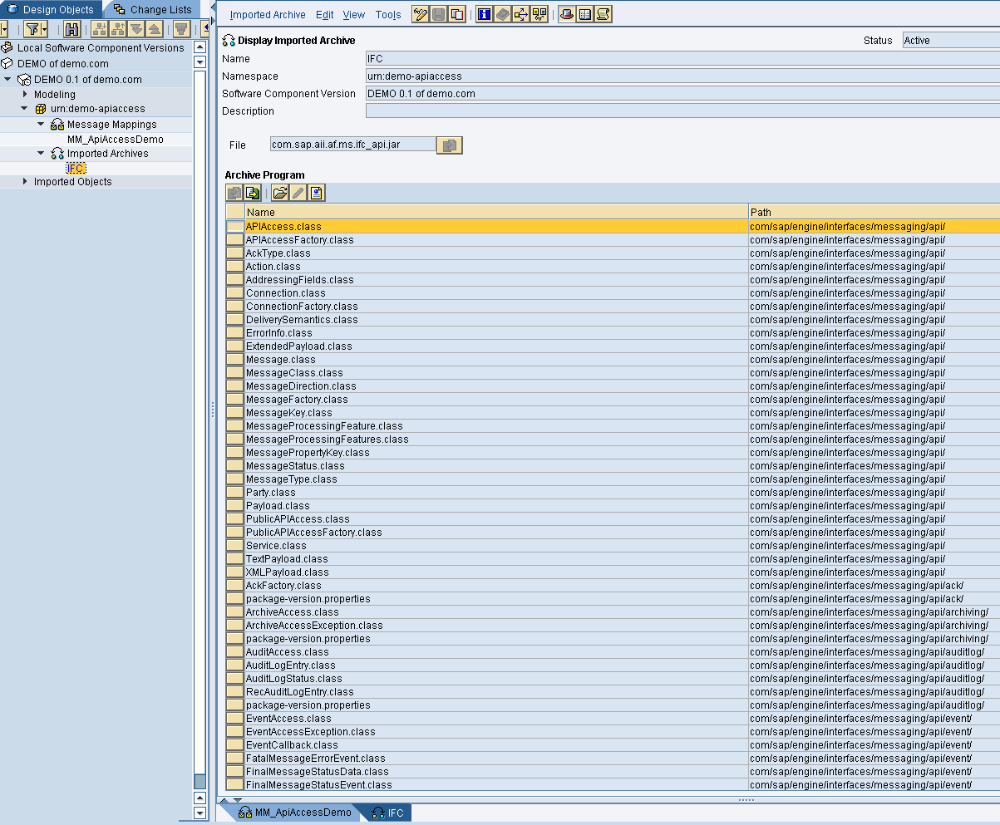 Design Objects
Change Lists
Local Software Component Versions
DEMO of demo.com
DEMO 0.1 of demo.com
Modeling
urn:demo-apiaccess
Message Mappings
MM_ApiAccessDemo
Imported Archives
IFC
Imported Objects
Imported Archive Edit View Tools
Display Imported Archive
Status Active
Name IFC
Namespace urn:demo-apiaccess
Software Component Version DEMO 0.1 of demo.com
Description
File com.sap.aii.af.ms.ifc_api.jar
Archive Program
Name Path
APIAccess.class com/sap/engine/interfaces/messaging/api/
APIAccessFactory.class com/sap/engine/interfaces/messaging/api/
AckType.class com/sap/engine/interfaces/messaging/api/
Action.class com/sap/engine/interfaces/messaging/api/
AddressingFields.class com/sap/engine/interfaces/messaging/api/
Connection.class com/sap/engine/interfaces/messaging/api/
ConnectionFactory.class com/sap/engine/interfaces/messaging/api/
DeliverySemantics.class com/sap/engine/interfaces/messaging/api/
ErrorInfo.class com/sap/engine/interfaces/messaging/api/
ExtendedPayload.class com/sap/engine/interfaces/messaging/api/
Message.class com/sap/engine/interfaces/messaging/api/
MessageClass.class com/sap/engine/interfaces/messaging/api/
MessageDirection.class com/sap/engine/interfaces/messaging/api/
MessageFactory.class com/sap/engine/interfaces/messaging/api/
MessageKey.class com/sap/engine/interfaces/messaging/api/
MessageProcessingFeature.class com/sap/engine/interfaces/messaging/api/
MessageProcessingFeatures.class com/sap/engine/interfaces/messaging/api/
MessagePropertyKey.class com/sap/engine/interfaces/messaging/api/
MessageStatus.class com/sap/engine/interfaces/messaging/api/
MessageType.class com/sap/engine/interfaces/messaging/api/
Party.class com/sap/engine/interfaces/messaging/api/
Payload.class com/sap/engine/interfaces/messaging/api/
PublicAPIAccess.class com/sap/engine/interfaces/messaging/api/
PublicAPIAccessFactory.class com/sap/engine/interfaces/messaging/api/
Service.class com/sap/engine/interfaces/messaging/api/
TextPayload.class com/sap/engine/interfaces/messaging/api/
XMLPayload.class com/sap/engine/interfaces/messaging/api/
AckFactory.class com/sap/engine/interfaces/messaging/api/ack/
package-version.properties com/sap/engine/interfaces/messaging/api/ack/
ArchiveAccess.class com/sap/engine/interfaces/messaging/api/archiving/
ArchiveAccessException.class com/sap/engine/interfaces/messaging/api/archiving/
package-version.properties com/sap/engine/interfaces/messaging/api/archiving/
AuditAccess.class com/sap/engine/interfaces/messaging/api/auditlog/
AuditLogEntry.class com/sap/engine/interfaces/messaging/api/auditlog/
AuditLogStatus.class com/sap/engine/interfaces/messaging/api/auditlog/
RecAuditLogEntry.class com/sap/engine/interfaces/messaging/api/auditlog/
package-version.properties com/sap/engine/interfaces/messaging/api/auditlog/
EventAccess.class com/sap/engine/interfaces/messaging/api/event/
EventAccessException.class com/sap/engine/interfaces/messaging/api/event/
EventCallback.class com/sap/engine/interfaces/messaging/api/event/
FatalMessageErrorEvent.class com/sap/engine/interfaces/messaging/api/event/
FinalMessageStatusData.class com/sap/engine/interfaces/messaging/api/event/
FinalMessageStatusEvent.class com/sap/engine/interfaces/messaging/api/event/
MM_ApiAccessDemo IFC